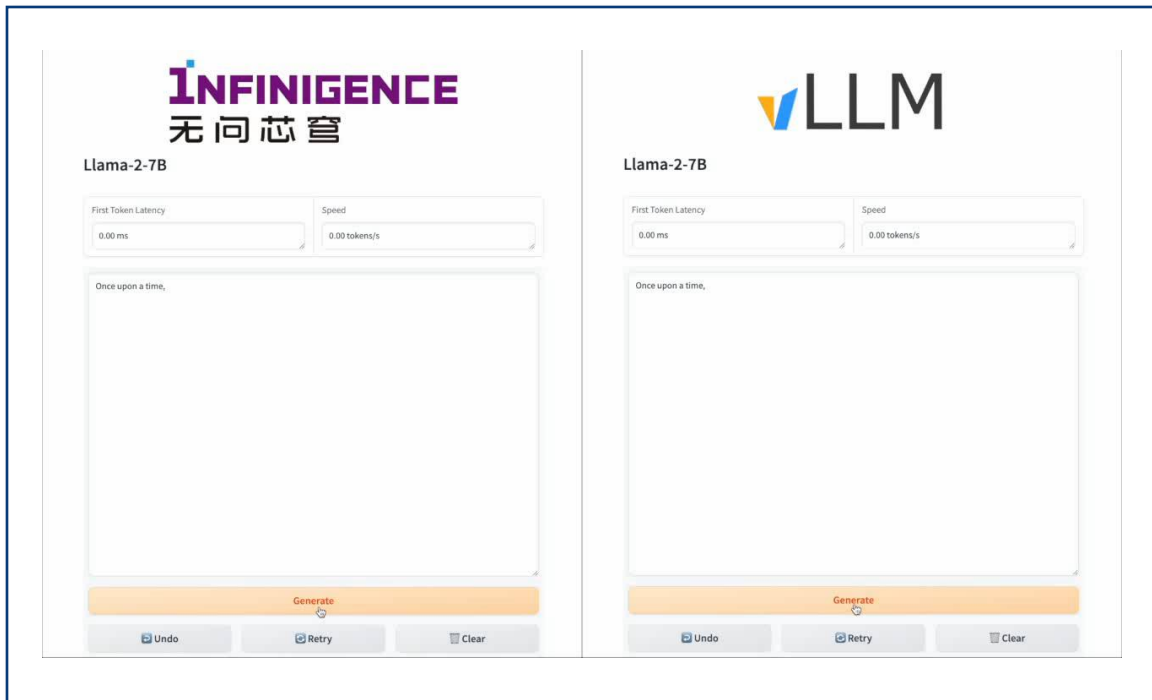 INFINIGENCE
无问芯穹
Llama-2-7B
First Token Latency
Speed
0.00 ms
0.00 tokens/s
Once upon a time,
Generate
Undo
Retry
Clear
vLLM
Llama-2-7B
First Token Latency
Speed
0.00 ms
0.00 tokens/s
Once upon a time,
Generate
Undo
Retry
Clear